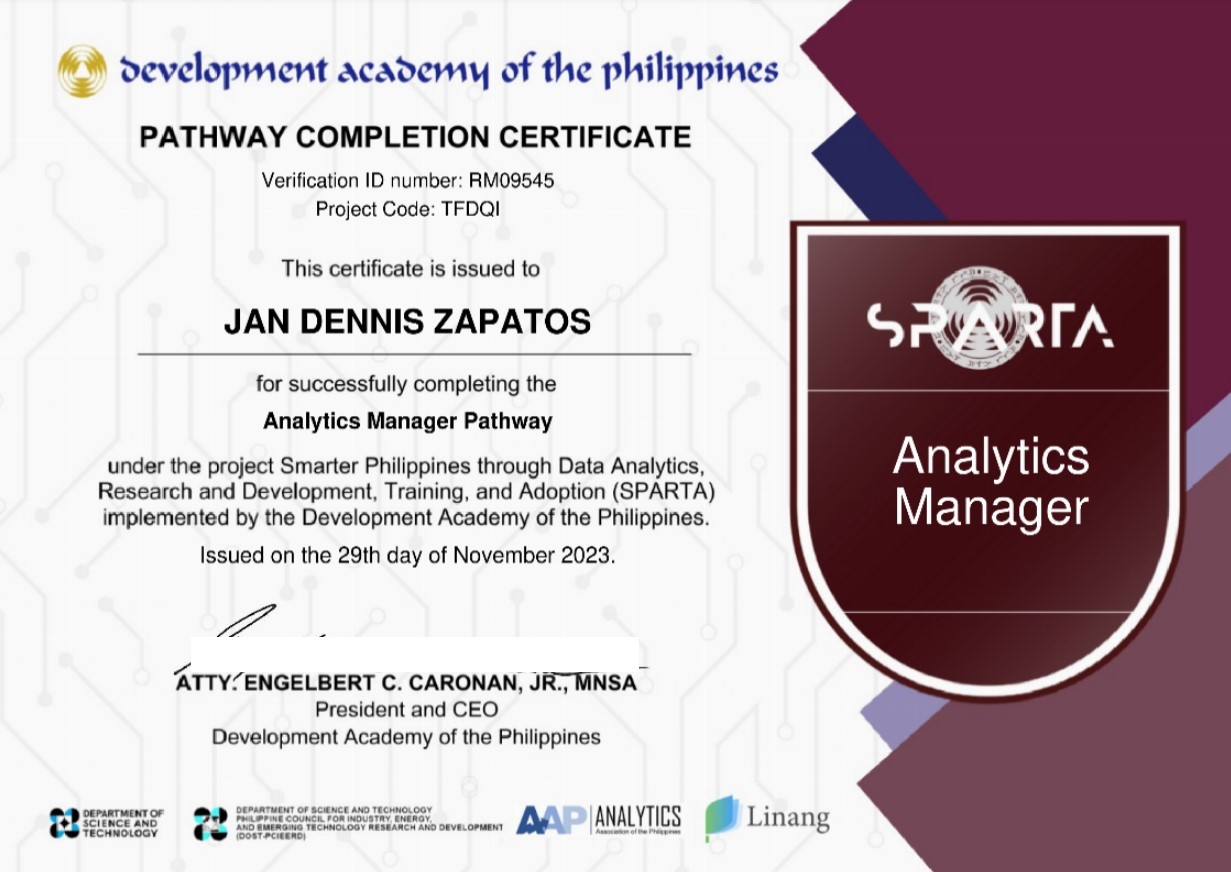 development academy of the philippines
PATHWAY COMPLETION CERTIFICATE
Verification ID number: RM09545
Project Code: TFDQI
This certificate is issued to
JAN DENNIS ZAPATOS
for successfully completing the
Analytics Manager Pathway
under the project Smarter Philippines through Data Analytics,
Research and Development, Training, and Adoption (SPARTA)
implemented by the Development Academy of the Philippines.
Issued on the 29th day of November 2023.
ATTY. ENGELBERT C. CARONAN, JR., MNSA
President and CEO
Development Academy of the Philippines
SPARTA
Analytics
Manager
DEPARTMENT OF
SCIENCE AND
TECHNOLOGY
DEPARTMENT OF SCIENCE AND TECHNOLOGY
PHILIPPINE COUNCIL FOR INDUSTRY, ENERGY,
AND EMERGING TECHNOLOGY RESEARCH AND DEVELOPMENT
(DOST-PCIEERD)
AAP ANALYTICS
Association of the Philippines
Linang